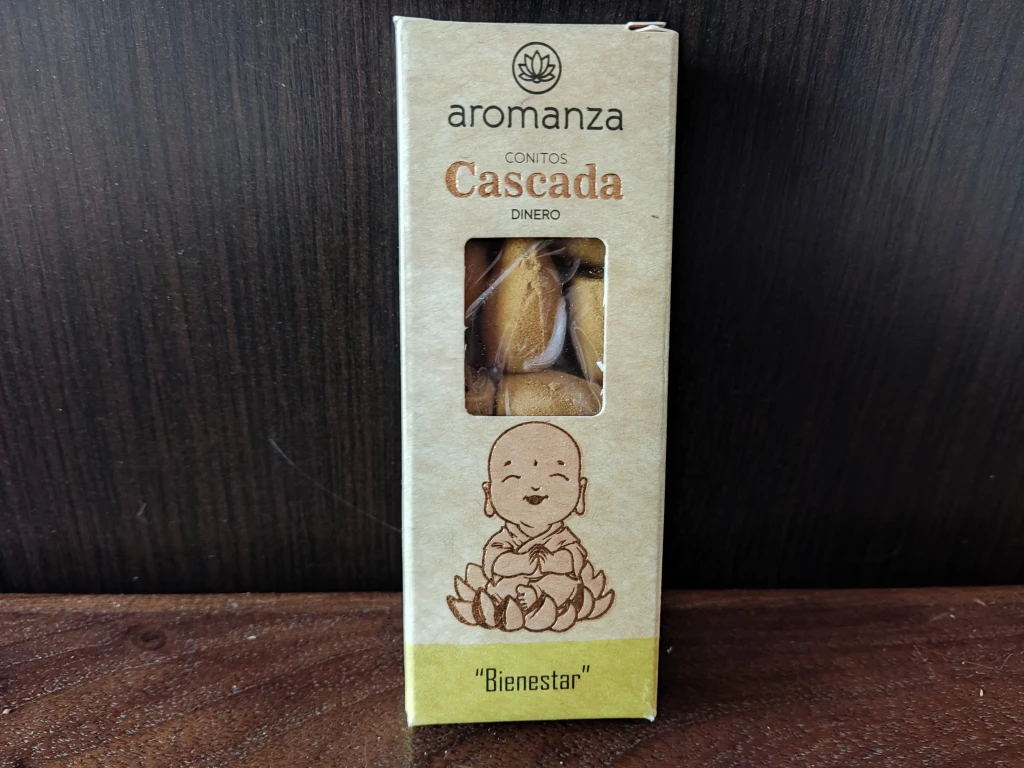 aromanza
CONITOS
Cascada
DINERO
“Bienestar”